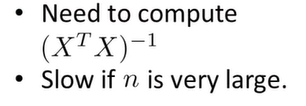 • Need to compute
(X^T X)^{-1}
• Slow if n is very large.